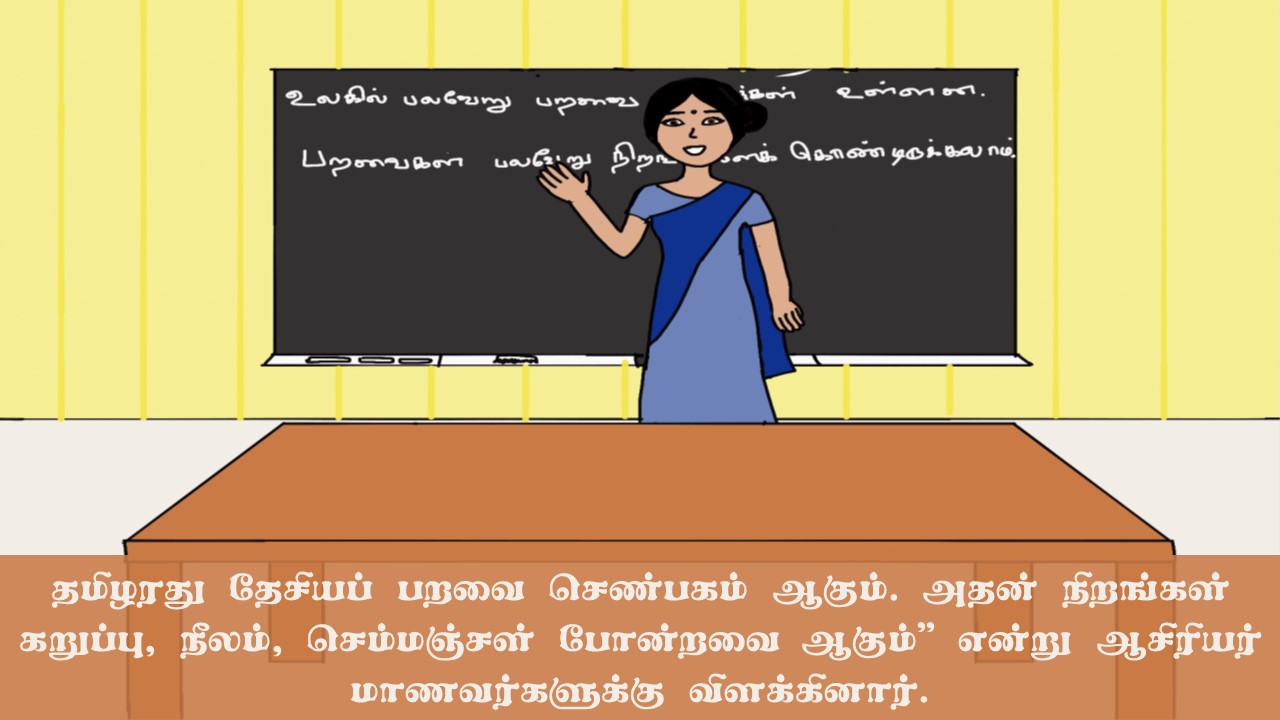 உலகில் பலவேறு பறவை உள்ளன.
பறவைகள் பலவேறு கொண்டிருக்கலாம்.
தமிழரது தேசியப் பறவை செண்பகம் ஆகும். அதன் நிறங்கள்
கறுப்பு, நீலம், செம்மஞ்சள் போன்றவை ஆகும்” என்று ஆசிரியர்
மாணவர்களுக்கு விளக்கினார்.